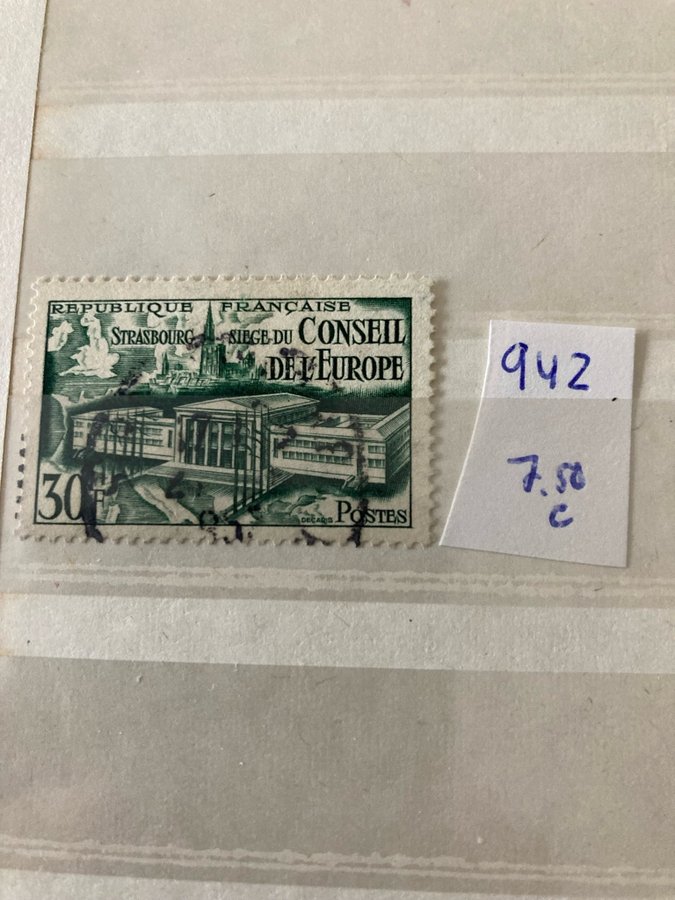 REPUBLIQUE FRANÇAISE
STRASBOURG SIEGE DU CONSEIL
DE L'EUROPE
30F
DECARIS POSTES
942
7.50
c